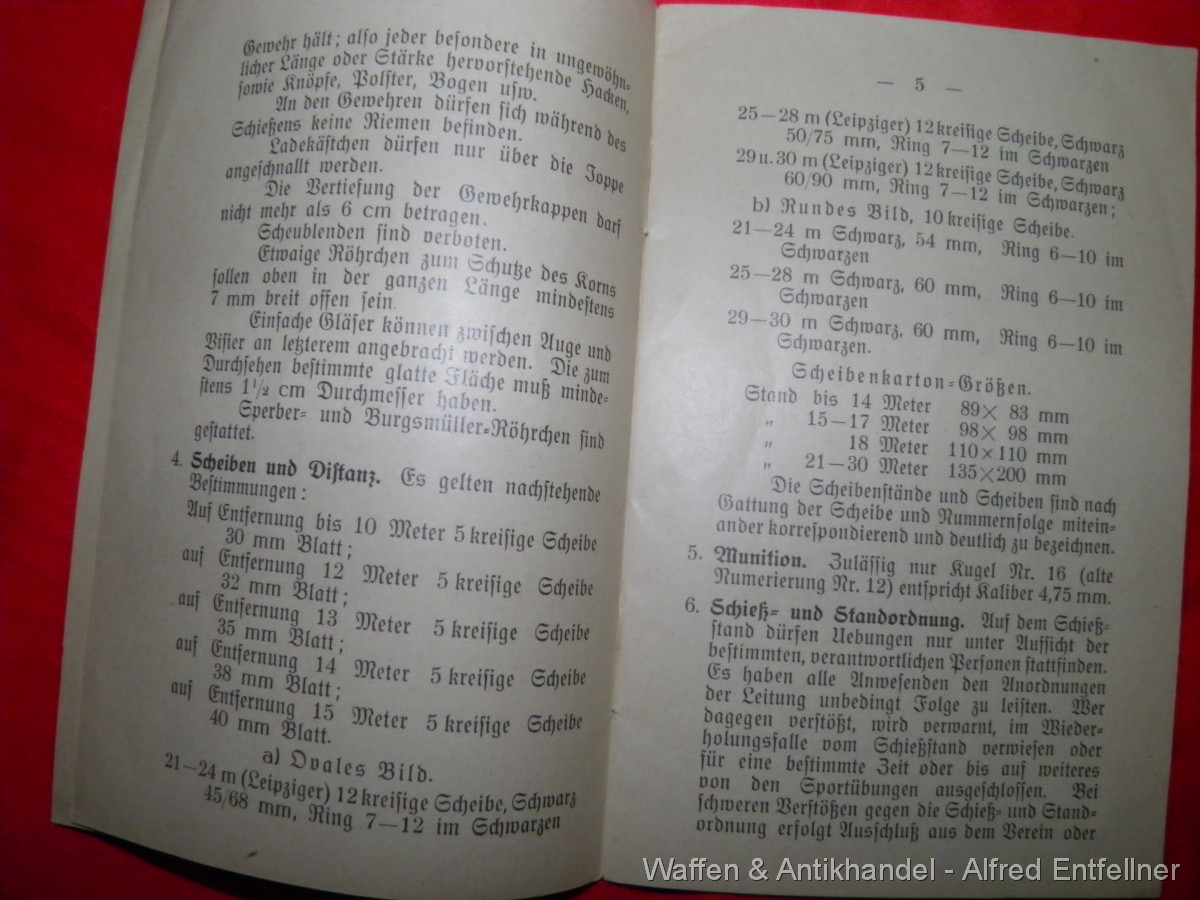 Gewehr hält; also jeder besondere in ungewöhn-
licher Länge oder Stärke hervorstehende Hacken,
sowie Knöpfe, Polster, Bogen usw.
An den Gewehren dürfen sich während des
Schießens keine Riemen befinden.
Ladekästchen dürfen nur über die Joppe
angeschnallt werden.
Die Vertiefung der Gewehrkappen darf
nicht mehr als 6 cm betragen.
Scheublenden sind verboten.
Etwaige Röhrchen zum Schutze des Korns
sollen oben in der ganzen Länge mindestens
7 mm breit offen sein.
Einfache Gläser können zwischen Auge und
Visier an letzterem angebracht werden. Die zum
Durchsehen bestimmte glatte Fläche muß minde-
stens 1½ cm Durchmesser haben.
Sperber- und Burgsmüller-Röhrchen sind
gestattet.
4. Scheiben und Distanz. Es gelten nachstehende
Bestimmungen:
Auf Entfernung bis 10 Meter 5 kreisige Scheibe
30 mm Blatt;
auf Entfernung 12 Meter 5 kreisige Scheibe
32 mm Blatt;
auf Entfernung 13 Meter 5 kreisige Scheibe
35 mm Blatt;
auf Entfernung 14 Meter 5 kreisige Scheibe
38 mm Blatt;
auf Entfernung 15 Meter 5 kreisige Scheibe
40 mm Blatt.
a) Ovales Bild.
21—24 m (Leipziger) 12 kreisige Scheibe, Schwarz
45/68 mm, Ring 7—12 im Schwarzen
— 5 —
25—28 m (Leipziger) 12 kreisige Scheibe, Schwarz
50/75 mm, Ring 7—12 im Schwarzen
29 u. 30 m (Leipziger) 12 kreisige Scheibe, Schwarz
60/90 mm, Ring 7—12 im Schwarzen;
b) Rundes Bild, 10 kreisige Scheibe.
21—24 m Schwarz, 54 mm, Ring 6—10 im
Schwarzen
25—28 m Schwarz, 60 mm, Ring 6—10 im
Schwarzen
29—30 m Schwarz, 60 mm, Ring 6—10 im
Schwarzen.
Scheibenkarton-Größen.
Stand bis 14 Meter 89× 83 mm
„ 15—17 Meter 98× 98 mm
„ 18 Meter 110×110 mm
„ 21—30 Meter 135×200 mm
Die Scheibenstände und Scheiben sind nach
Gattung der Scheibe und Nummernfolge mitein-
ander korrespondierend und deutlich zu bezeichnen.
5. Munition. Zulässig nur Kugel Nr. 16 (alte
Numerierung Nr. 12) entspricht Kaliber 4,75 mm.
6. Schieß- und Standordnung. Auf dem Schieß-
stand dürfen Uebungen nur unter Aufsicht der
bestimmten, verantwortlichen Personen stattfinden.
Es haben alle Anwesenden den Anordnungen
der Leitung unbedingt Folge zu leisten. Wer
dagegen verstößt, wird verwarnt, im Wieder-
holungsfalle vom Schießstand verwiesen oder
für eine bestimmte Zeit oder bis auf weiteres
von den Sportübungen ausgeschlossen. Bei
schweren Verstößen gegen die Schieß- und Stand-
ordnung erfolgt Ausschluß aus dem Verein oder
Waffen & Antikhandel - Alfred Entfellner